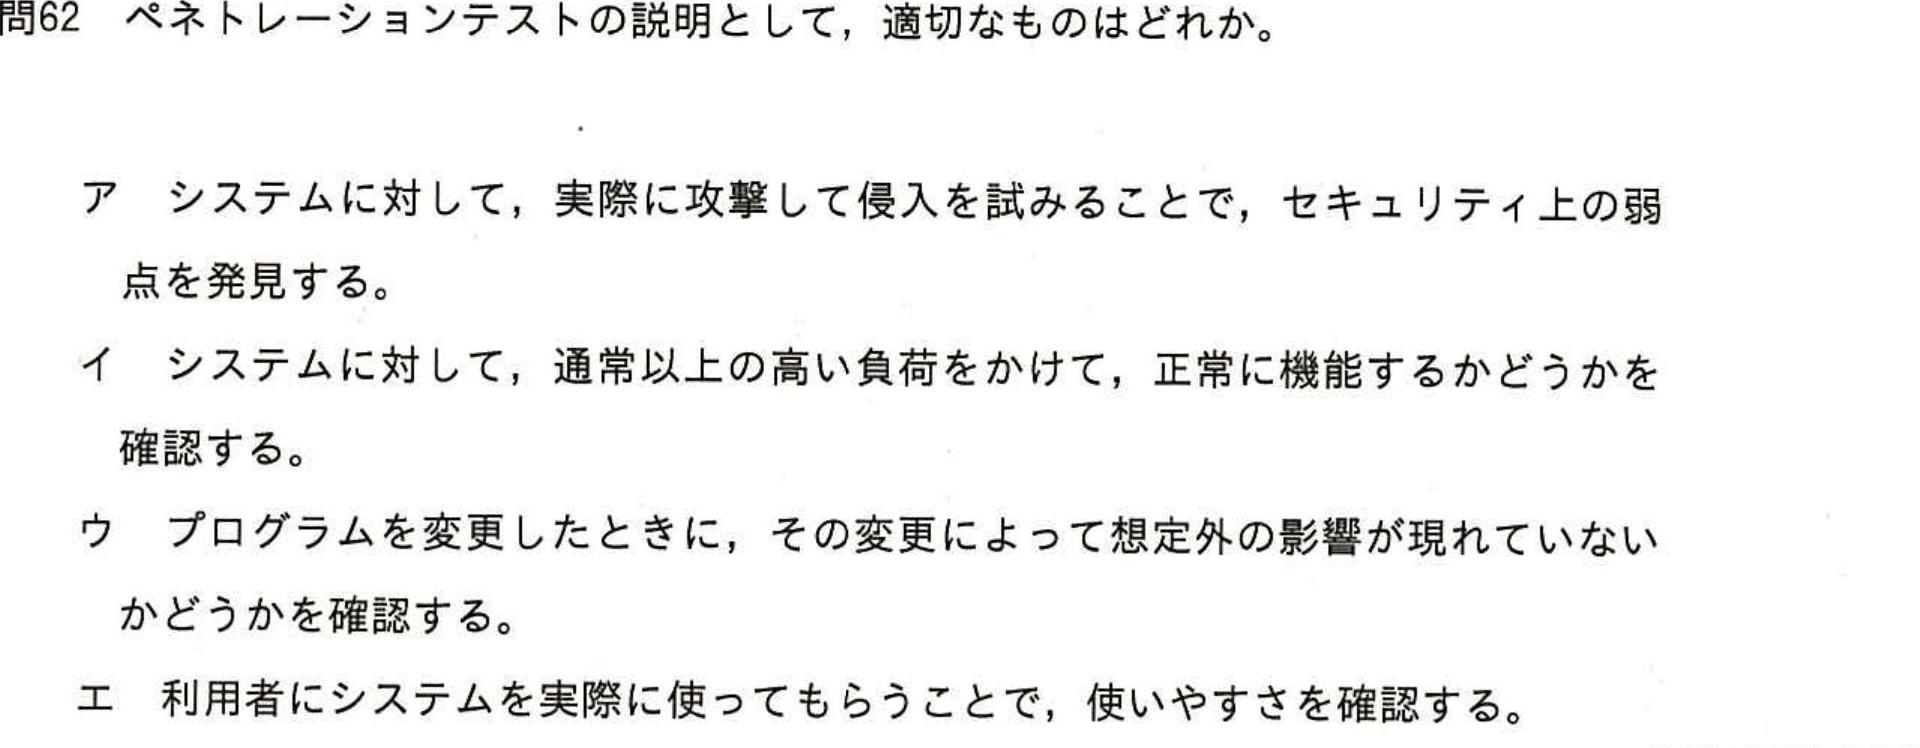 問62　ペネトレーションテストの説明として，適切なものはどれか。
ア　システムに対して，実際に攻撃して侵入を試みることで，セキュリティ上の弱
点を発見する。
イ　システムに対して，通常以上の高い負荷をかけて，正常に機能するかどうかを
確認する。
ウ　プログラムを変更したときに，その変更によって想定外の影響が現れていない
かどうかを確認する。
エ　利用者にシステムを実際に使ってもらうことで，使いやすさを確認する。